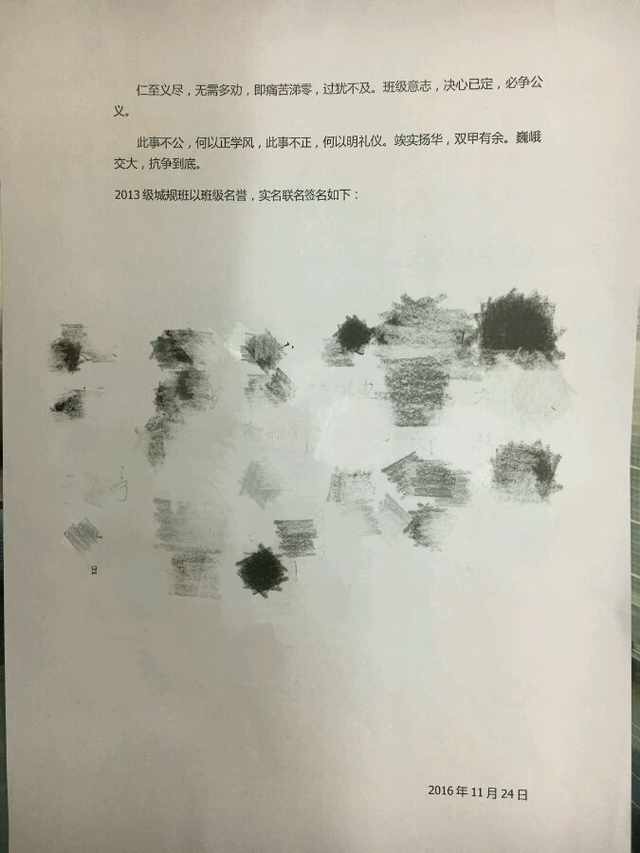 仁至义尽，无需多劝，即痛苦涕零，过犹不及。班级意志，决心已定，必争公
义。
此事不公，何以正学风，此事不正，何以明礼仪。竢实扬华，双甲有余。巍峨
交大，抗争到底。
2013 级城规班以班级名誉，实名联名签名如下：
2016 年 11 月 24 日